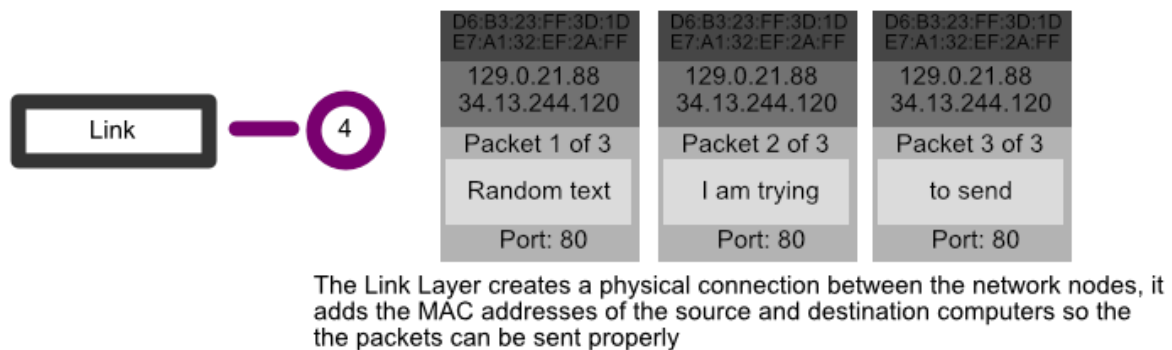 Link
4
D6:B3:23:FF:3D:1D
E7:A1:32:EF:2A:FF
129.0.21.88
34.13.244.120
Packet 1 of 3
Random text
Port: 80
D6:B3:23:FF:3D:1D
E7:A1:32:EF:2A:FF
129.0.21.88
34.13.244.120
Packet 2 of 3
I am trying
Port: 80
D6:B3:23:FF:3D:1D
E7:A1:32:EF:2A:FF
129.0.21.88
34.13.244.120
Packet 3 of 3
to send
Port: 80
The Link Layer creates a physical connection between the network nodes, it
adds the MAC addresses of the source and destination computers so the
the packets can be sent properly